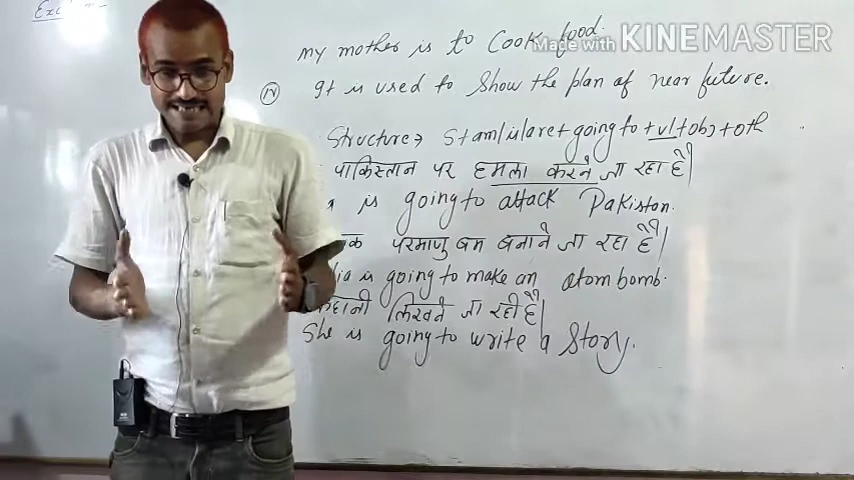 my mother is to Cook food.
Made with KINEMASTER
IV It is used to Show the plan of near future.
Structure → S + am/is/are + going to + v1 + obj + oth
पाकिस्तान पर हमला करने जा रहा है|
is going to attack Pakistan.
एक परमाणु बम बनाने जा रहा है|
is going to make an atom bomb.
कहानी लिखने जा रही है|
She is going to write a Story.